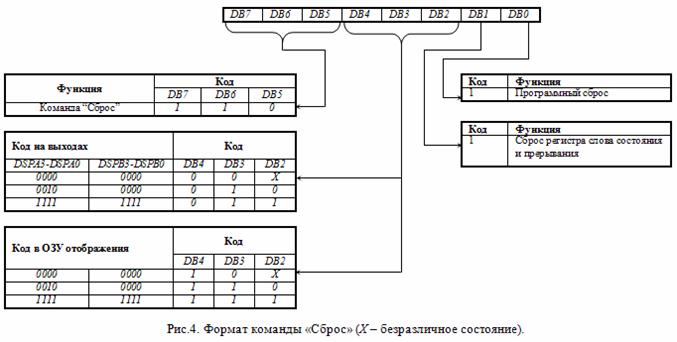 DB7 DB6 DB5 DB4 DB3 DB2 DB1 DB0
Функция Код
DB7 DB6 DB5
Команда “Сброс” 1 1 0
Код Функция
1 Программный сброс
Код на выходах Код
DSPA3-DSPA0 DSPB3-DSPB0 DB4 DB3 DB2
0000 0000 0 0 X
0010 0000 0 1 0
1111 1111 0 1 1
Код Функция
1 Сорос регистра слова состояния
и прерывания
Код в ОЗУ отображения Код
DB4 DB3 DB2
0000 0000 1 0 X
0010 0000 1 1 0
1111 1111 1 1 1
Рис.4. Формат команды «Сброс» (X – безразличное состояние).